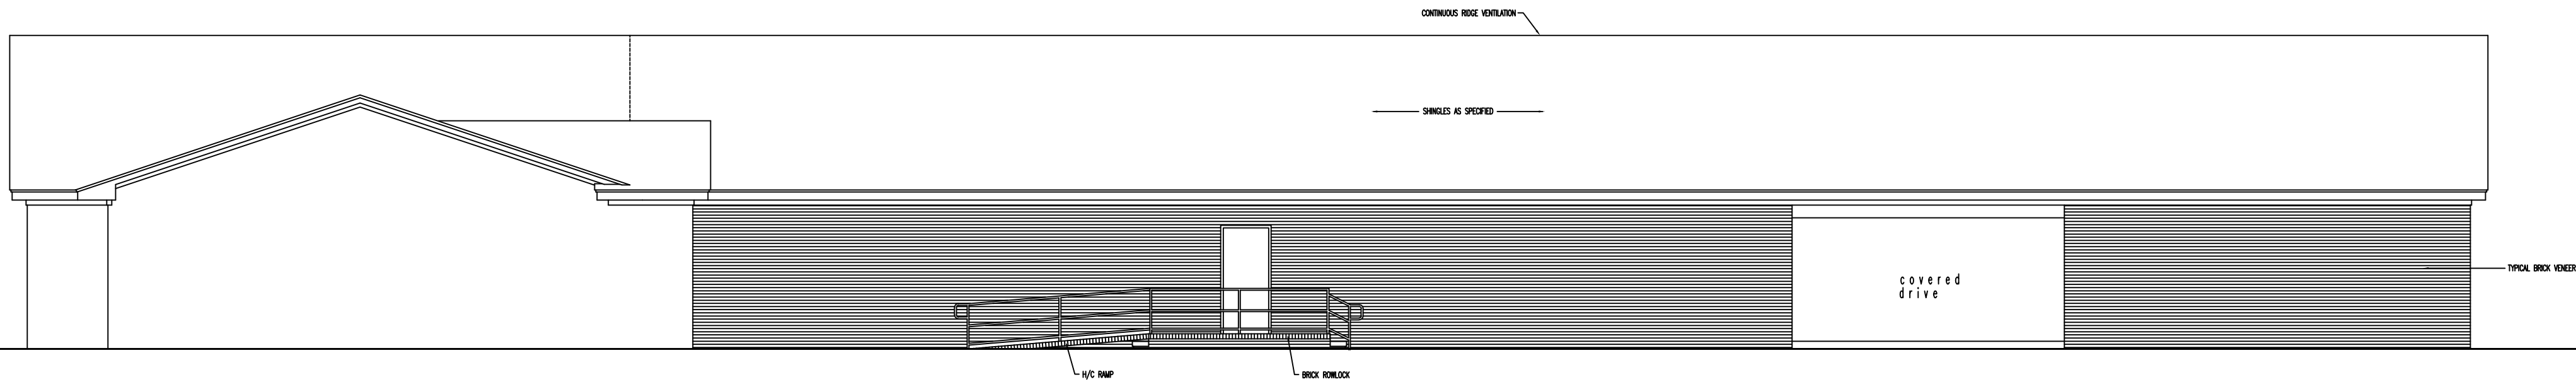 CONTINUOUS RIDGE VENTILATION
SHINGLES AS SPECIFIED
TYPICAL BRICK VENEER
covered
drive
H/C RAMP
BRICK ROWLOCK